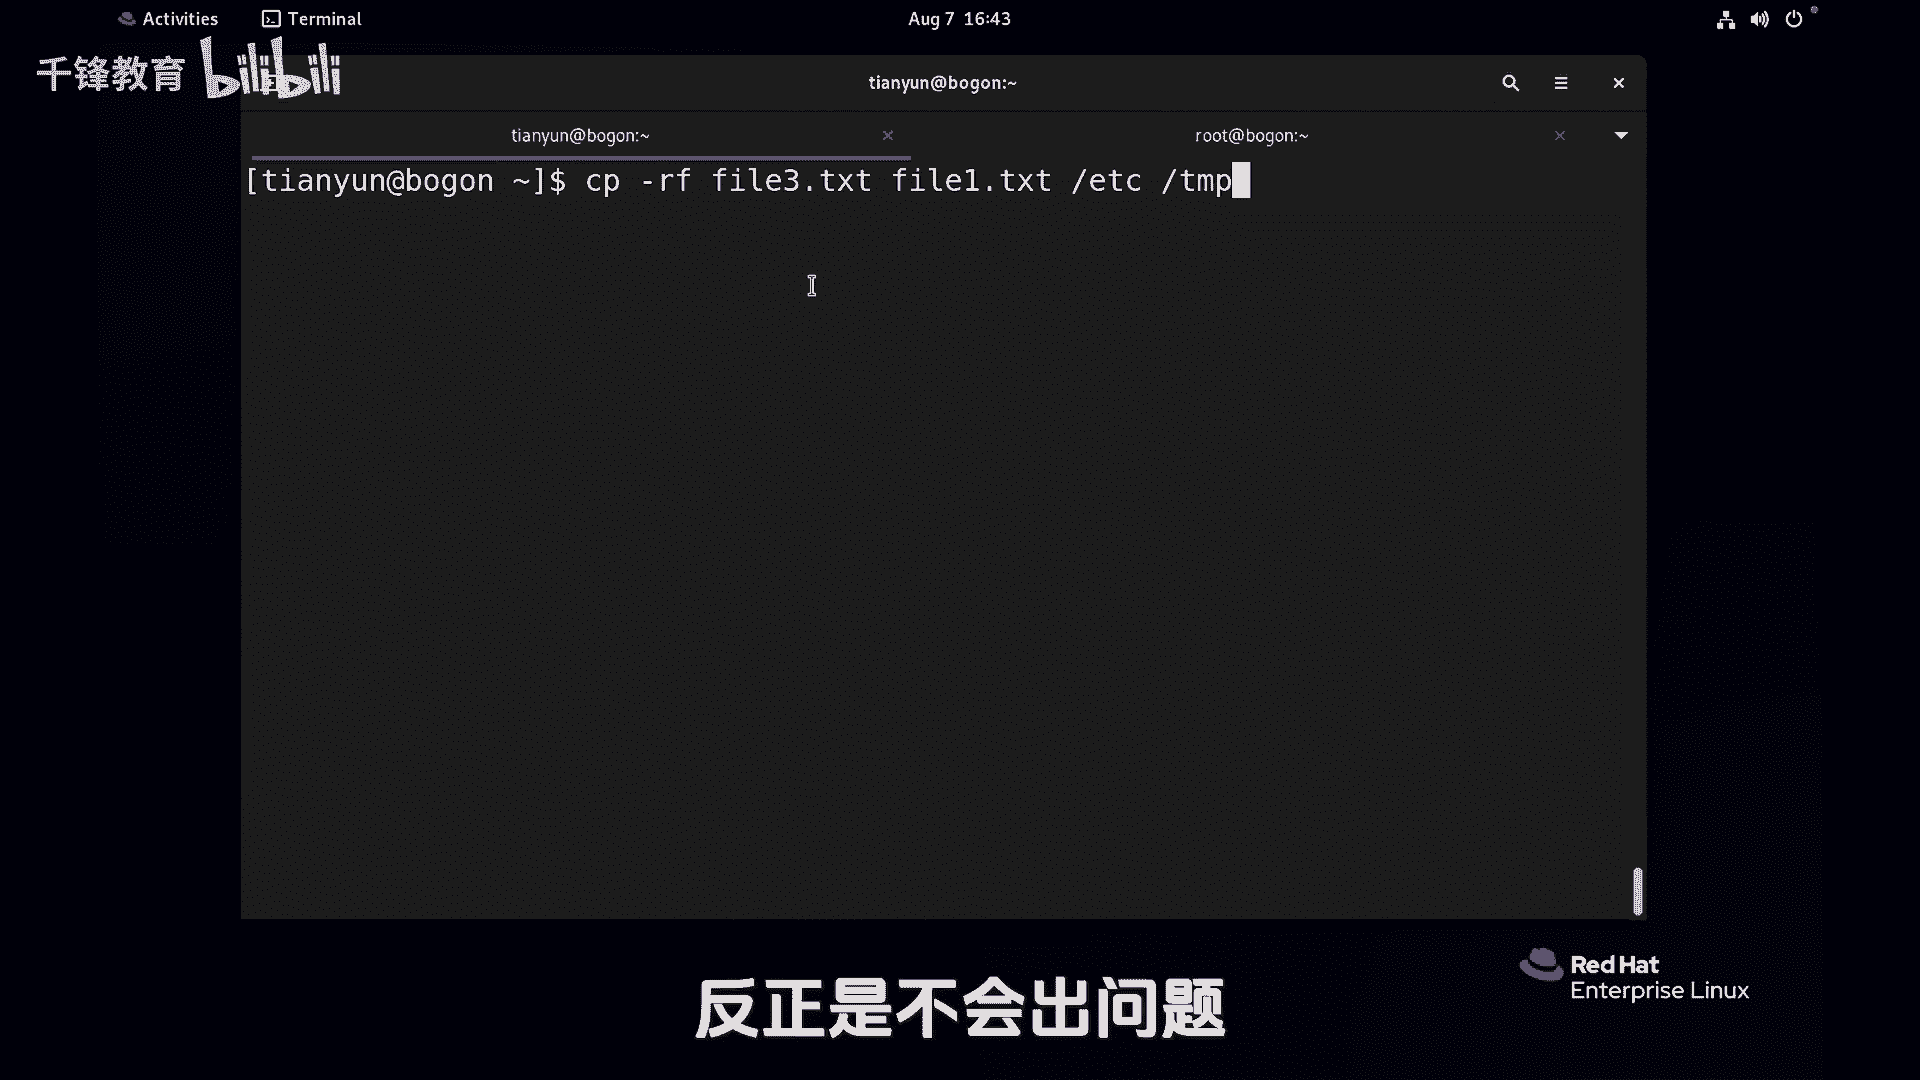 Activities
Terminal
Aug 7 16:43
千锋教育 bilibili
tianyun@bogon:~
tianyun@bogon:~
root@bogon:~
[tianyun@bogon ~]$ cp -rf file3.txt file1.txt /etc /tmp
Red Hat
Enterprise Linux
反正是不会出问题